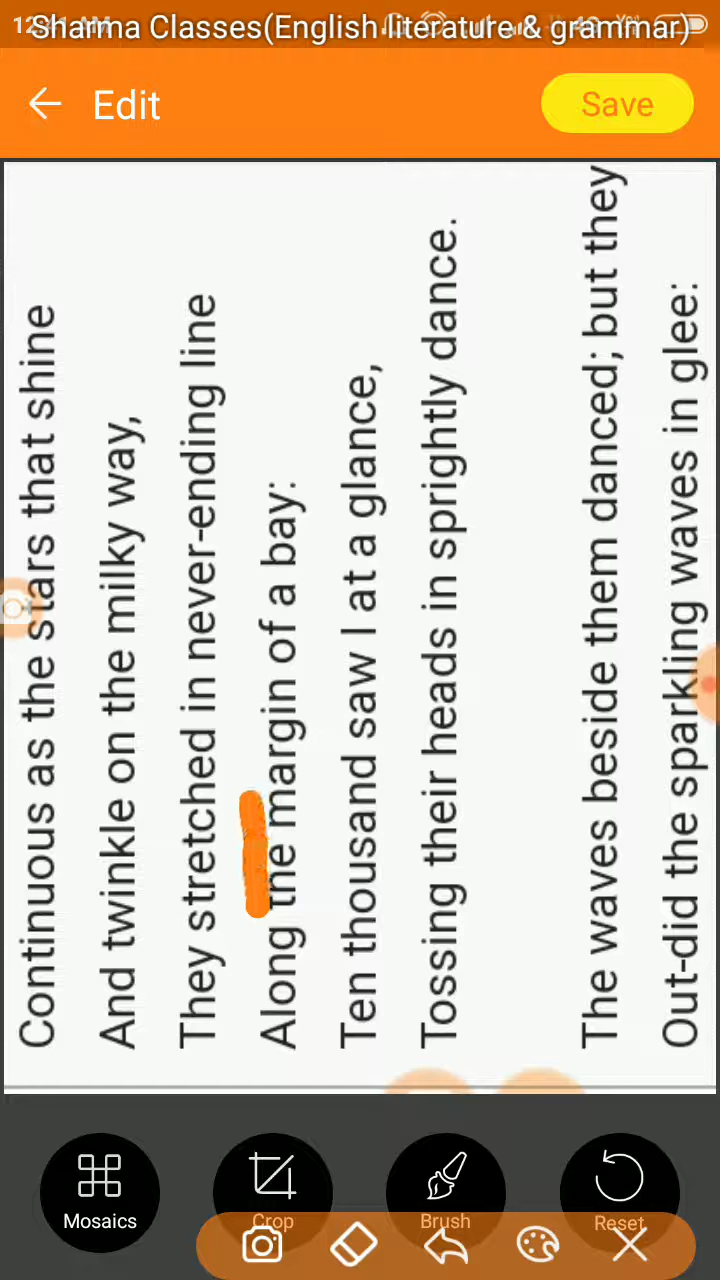 Sharma Classes(English literature & grammar)
Edit
Save
Continuous as the stars that shine
And twinkle on the milky way,
They stretched in never-ending line
Along the margin of a bay:
Ten thousand saw I at a glance,
Tossing their heads in sprightly dance.
The waves beside them danced; but they
Out-did the sparkling waves in glee:
Mosaics
Crop
Brush
Reset